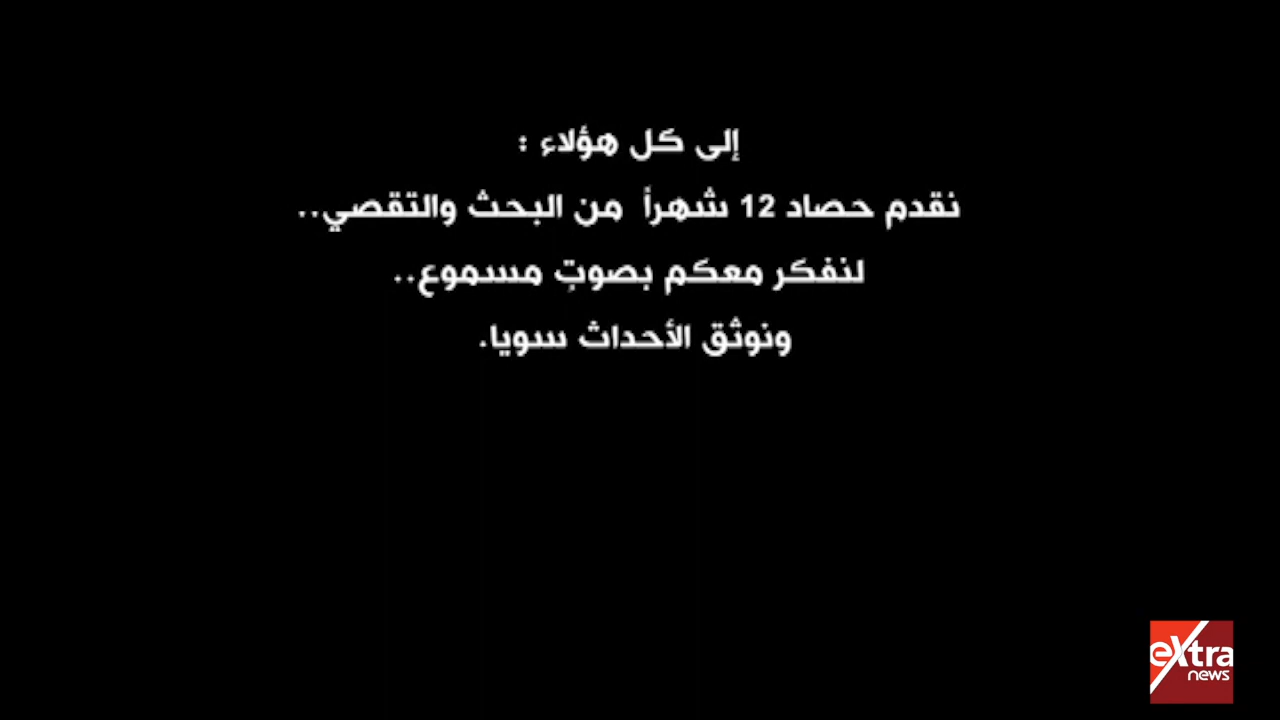 إلى كل هؤلاء :
نقدم حصاد 12 شهراً من البحث والتقصي..
لنفكر معكم بصوتٍ مسموع..
ونوثق الأحداث سويا.
extra
news